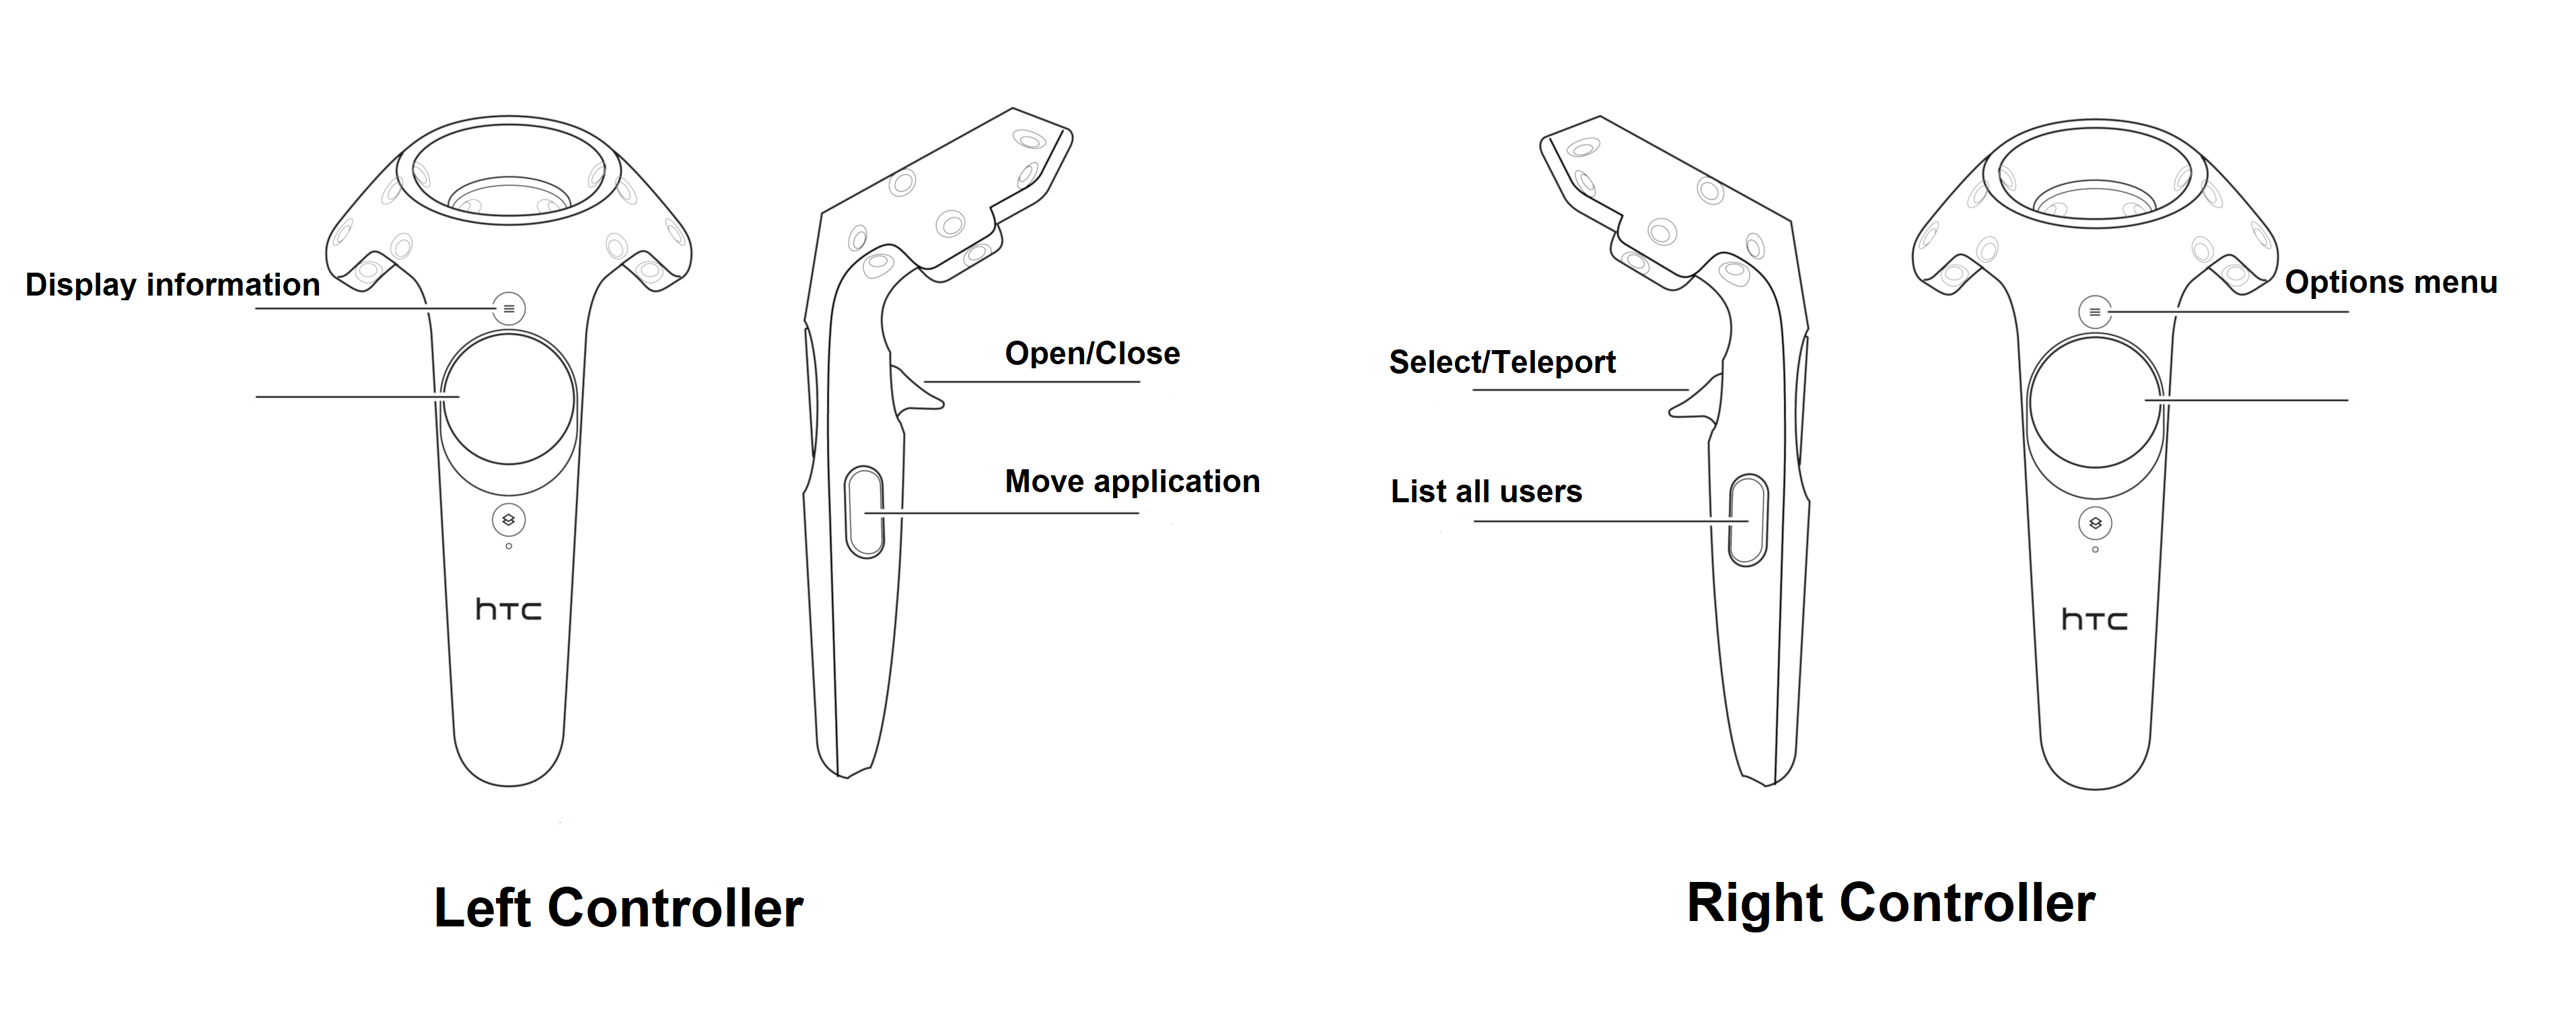 Display information
Open/Close
Move application
hTC
Left Controller
Select/Teleport
List all users
Options menu
hTC
Right Controller